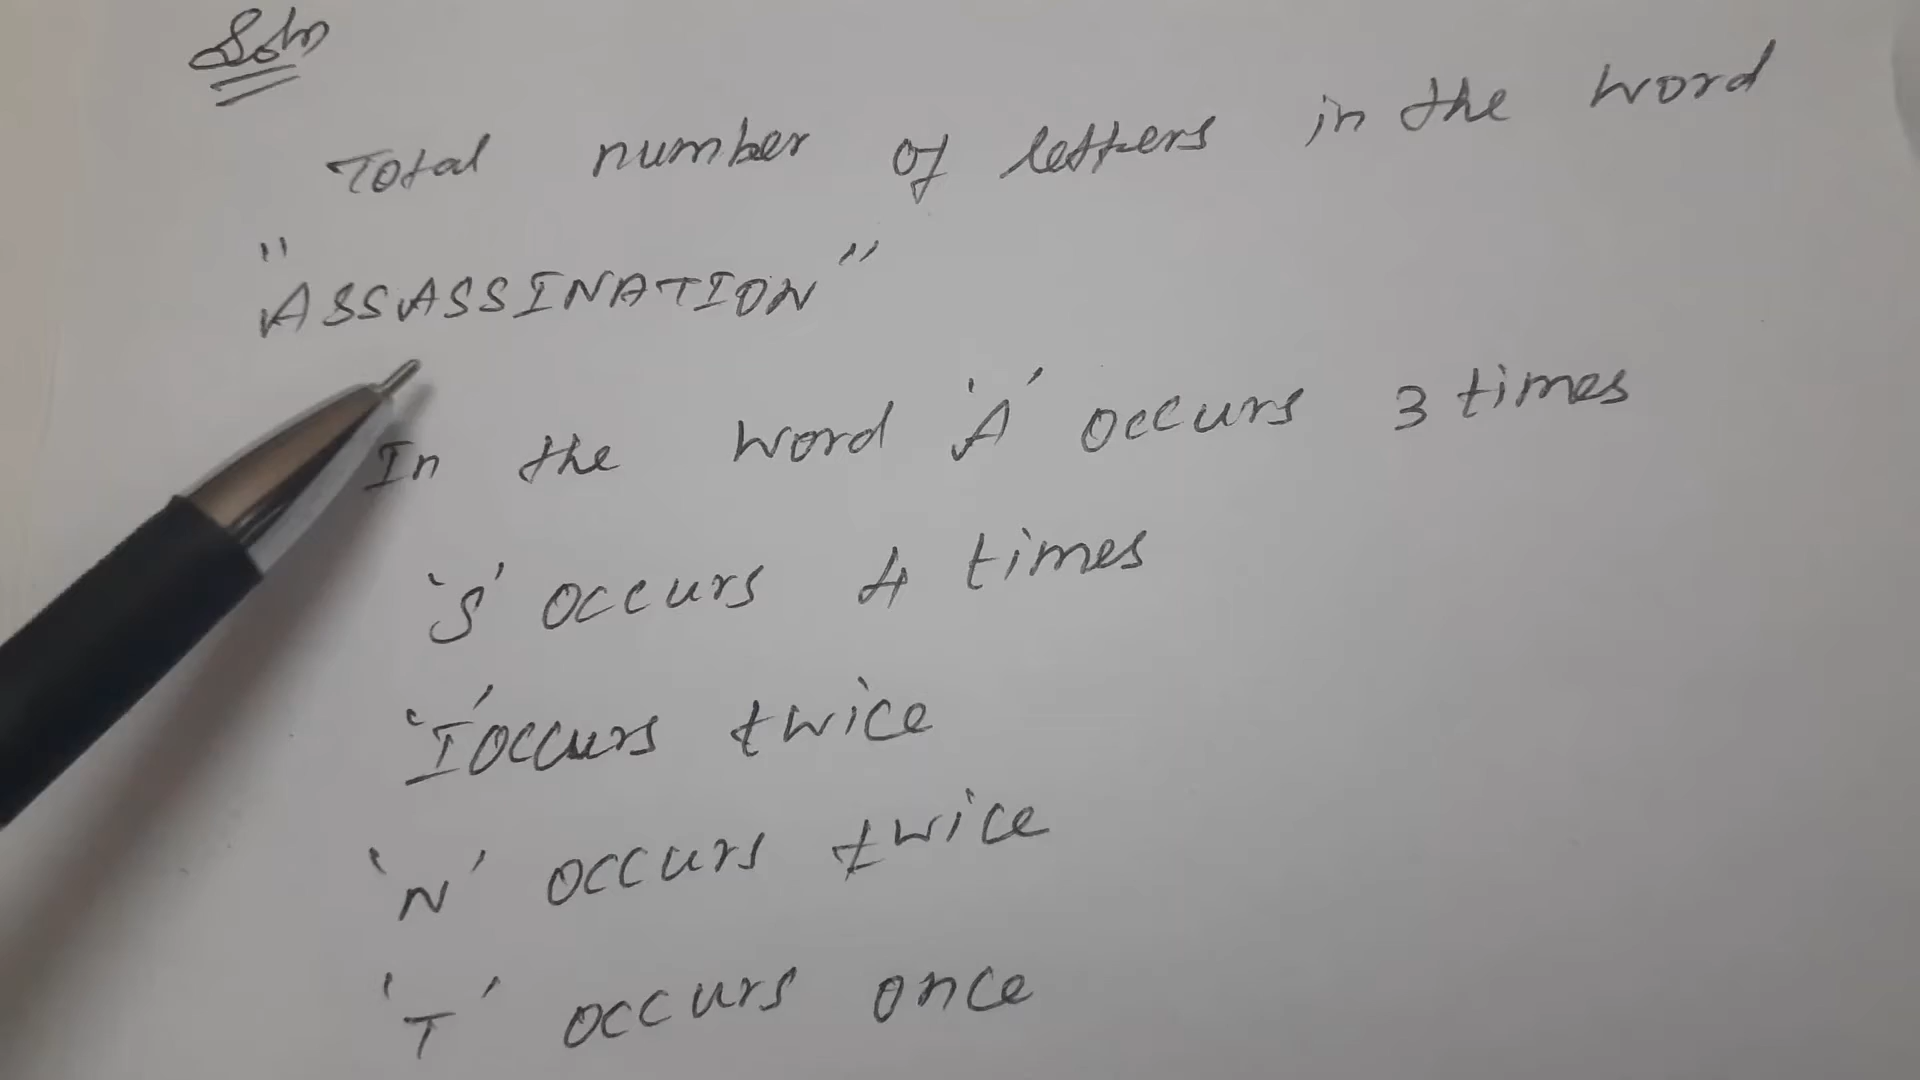 Soln
Total number of letters in the word
"ASSASSINATION"
In the word 'A' occurs 3 times
'S' occurs 4 times
'I' occurs twice
'N' occurs twice
'T' occurs once